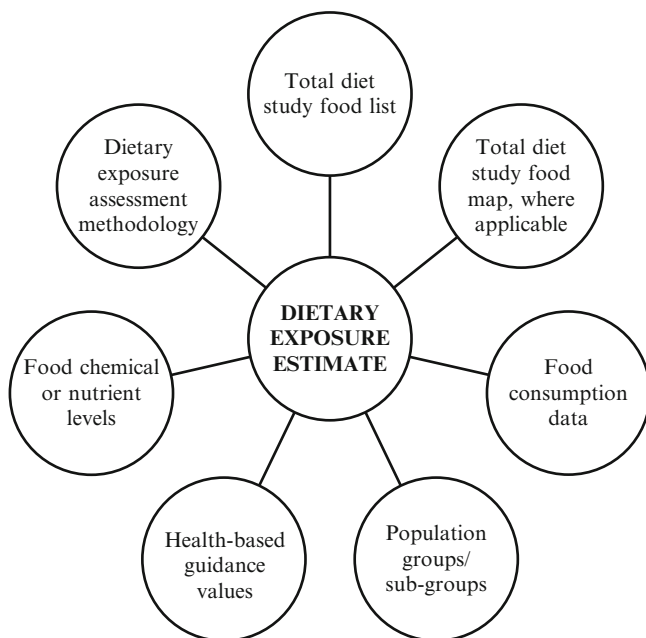 Total diet
study food list
Dietary
exposure
assessment
methodology
Total diet
study food
map, where
applicable
DIETARY
EXPOSURE
ESTIMATE
Food chemical
or nutrient
levels
Food
consumption
data
Health-based
guidance
values
Population
groups/
sub-groups